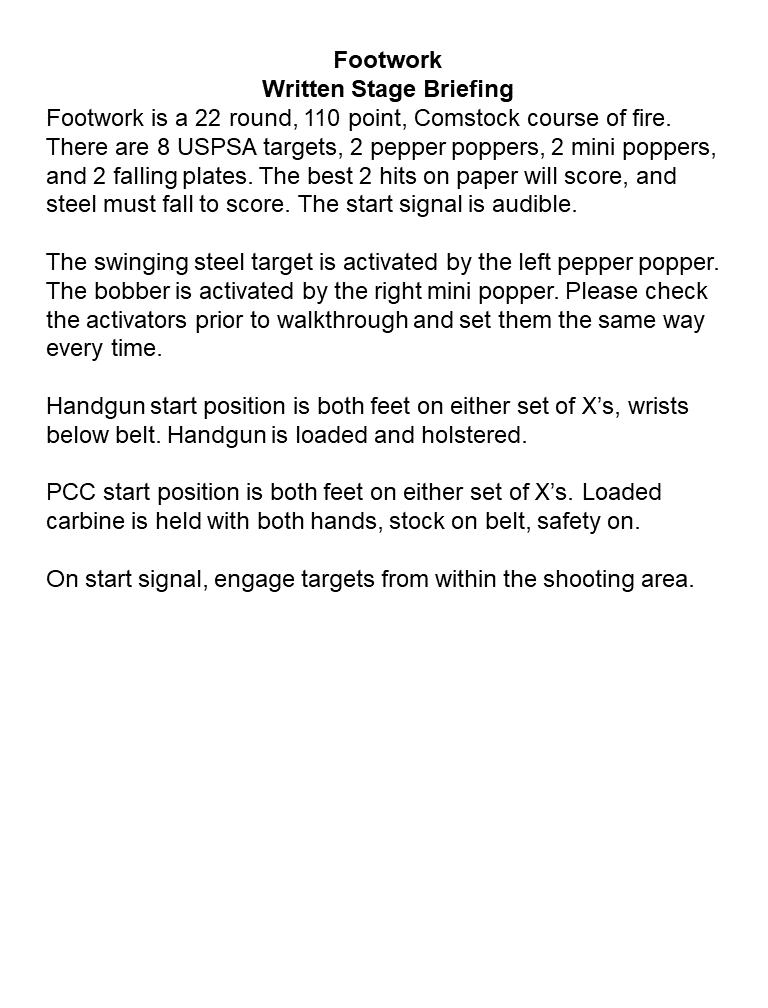 Footwork
Written Stage Briefing
Footwork is a 22 round, 110 point, Comstock course of fire.
There are 8 USPSA targets, 2 pepper poppers, 2 mini poppers,
and 2 falling plates. The best 2 hits on paper will score, and
steel must fall to score. The start signal is audible.
The swinging steel target is activated by the left pepper popper.
The bobber is activated by the right mini popper. Please check
the activators prior to walkthrough and set them the same way
every time.
Handgun start position is both feet on either set of X’s, wrists
below belt. Handgun is loaded and holstered.
PCC start position is both feet on either set of X’s. Loaded
carbine is held with both hands, stock on belt, safety on.
On start signal, engage targets from within the shooting area.